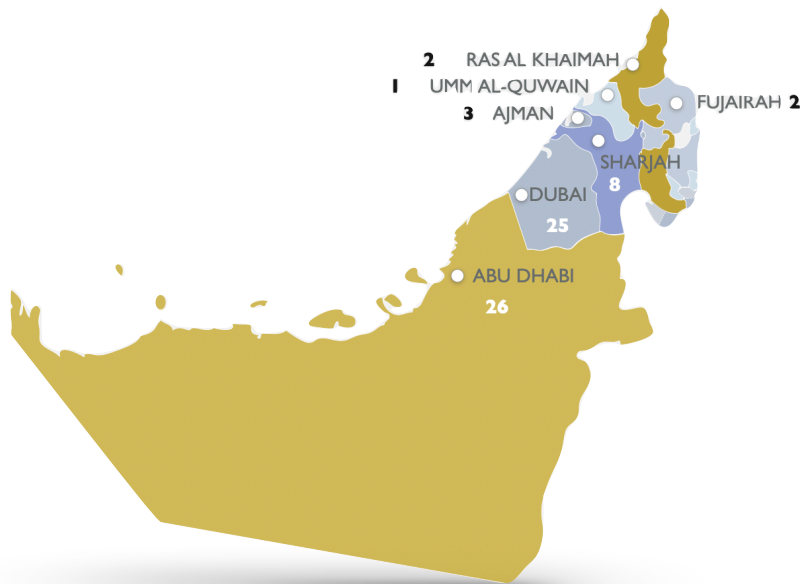 2 RAS AL KHAIMAH
1 UMM AL-QUWAIN
FUJAIRAH 2
3 AJMAN
SHARJAH
8
DUBAI
25
ABU DHABI
26